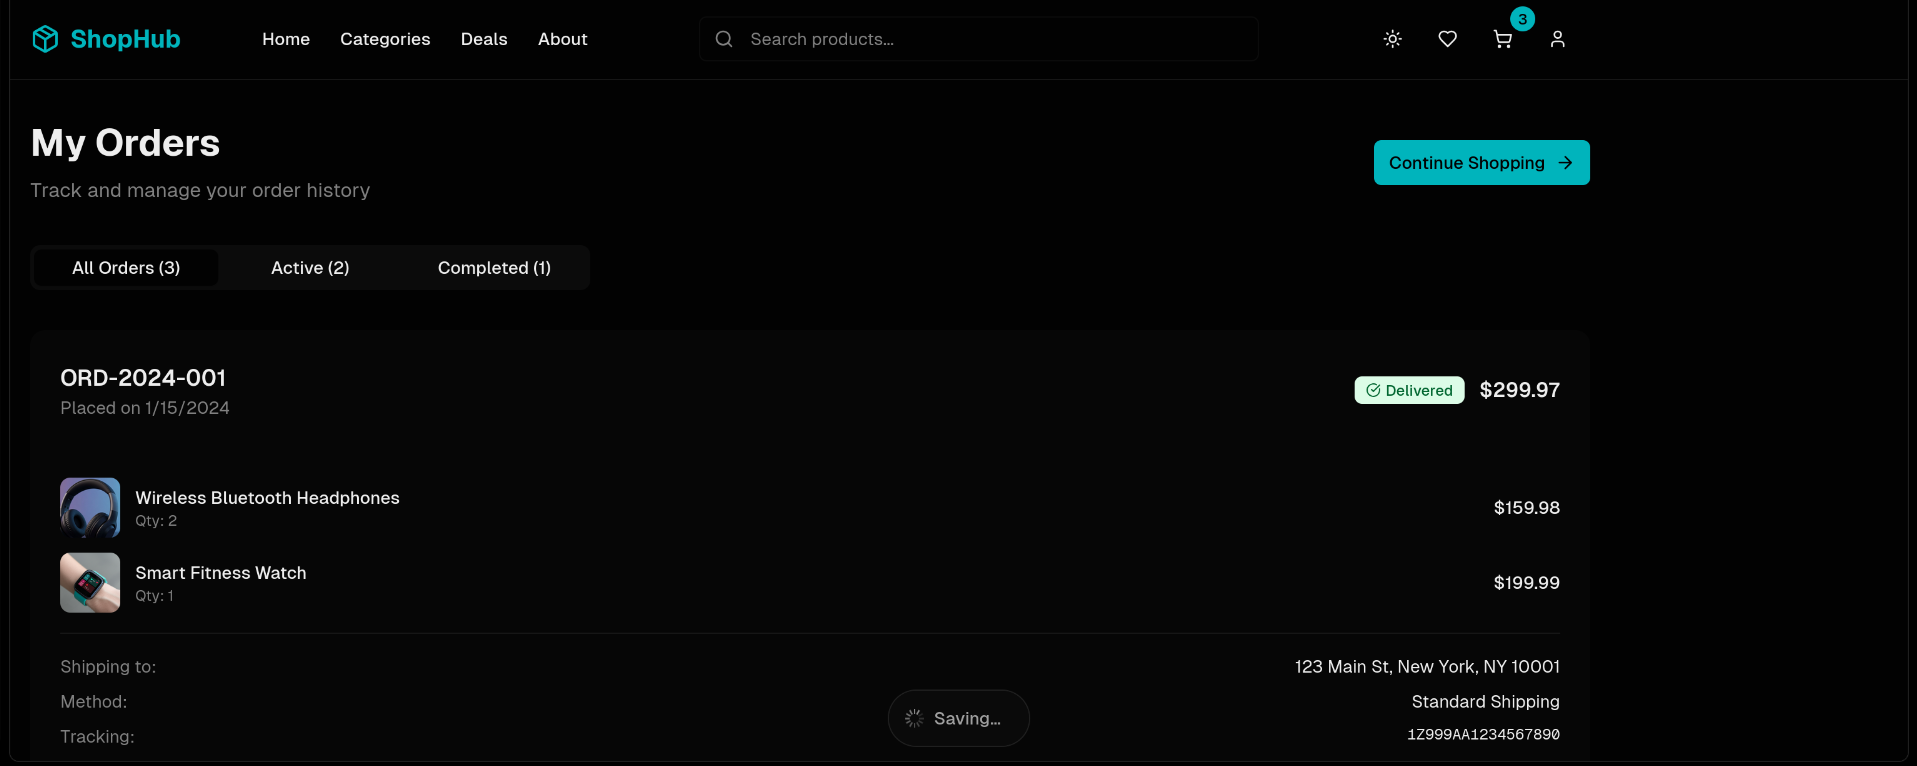 ShopHub
Home Categories Deals About
Search products...
3
My Orders
Track and manage your order history
Continue Shopping
All Orders (3) Active (2) Completed (1)
ORD-2024-001
Placed on 1/15/2024
Delivered $299.97
Wireless Bluetooth Headphones
Qty: 2
$159.98
Smart Fitness Watch
Qty: 1
$199.99
Shipping to: 123 Main St, New York, NY 10001
Method: Standard Shipping
Saving...
Tracking: 1Z999AA1234567890